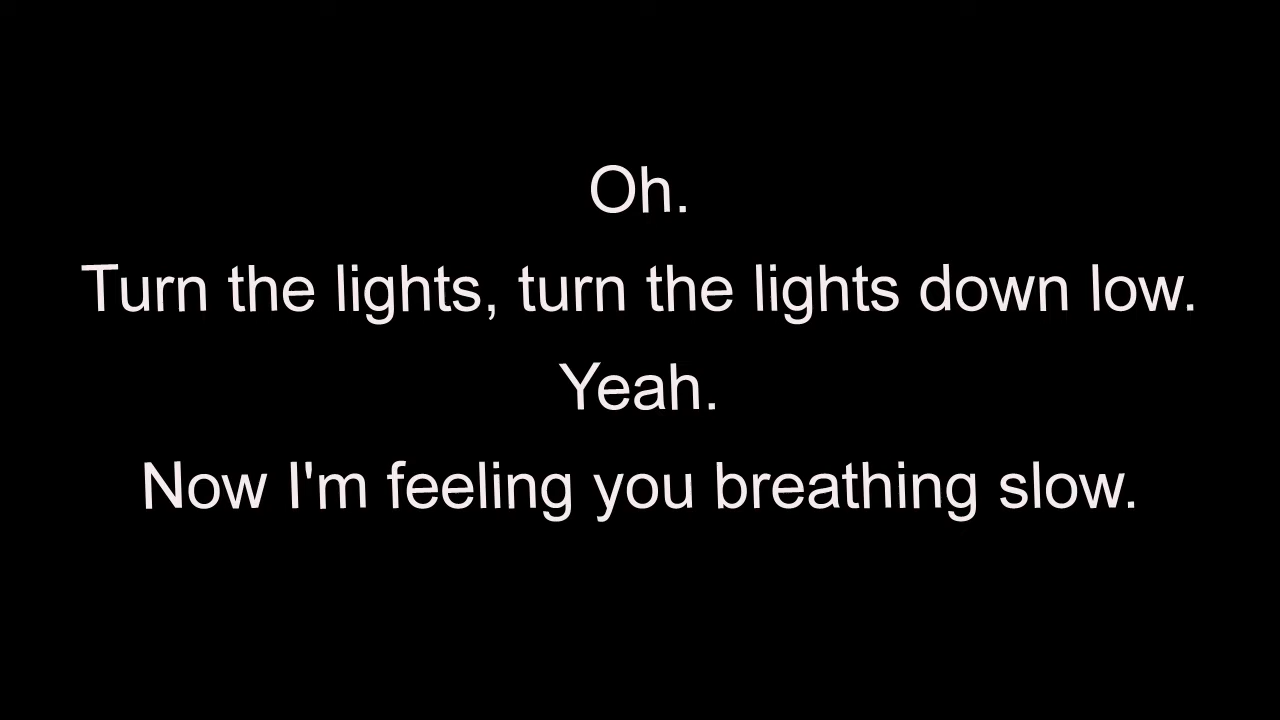 Oh.
Turn the lights, turn the lights down low.
Yeah.
Now I'm feeling you breathing slow.